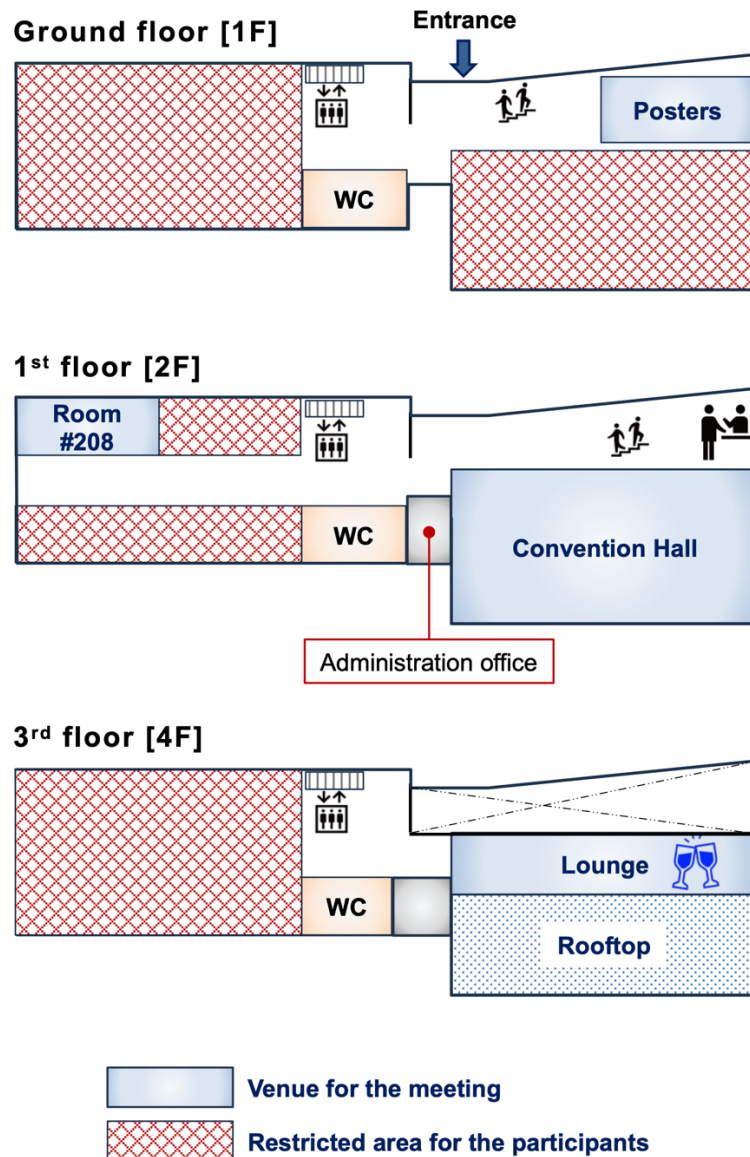 Ground floor [1F]
Entrance
Posters
WC
1st floor [2F]
Room
#208
WC
Convention Hall
Administration office
3rd floor [4F]
Lounge
WC
Rooftop
Venue for the meeting
Restricted area for the participants